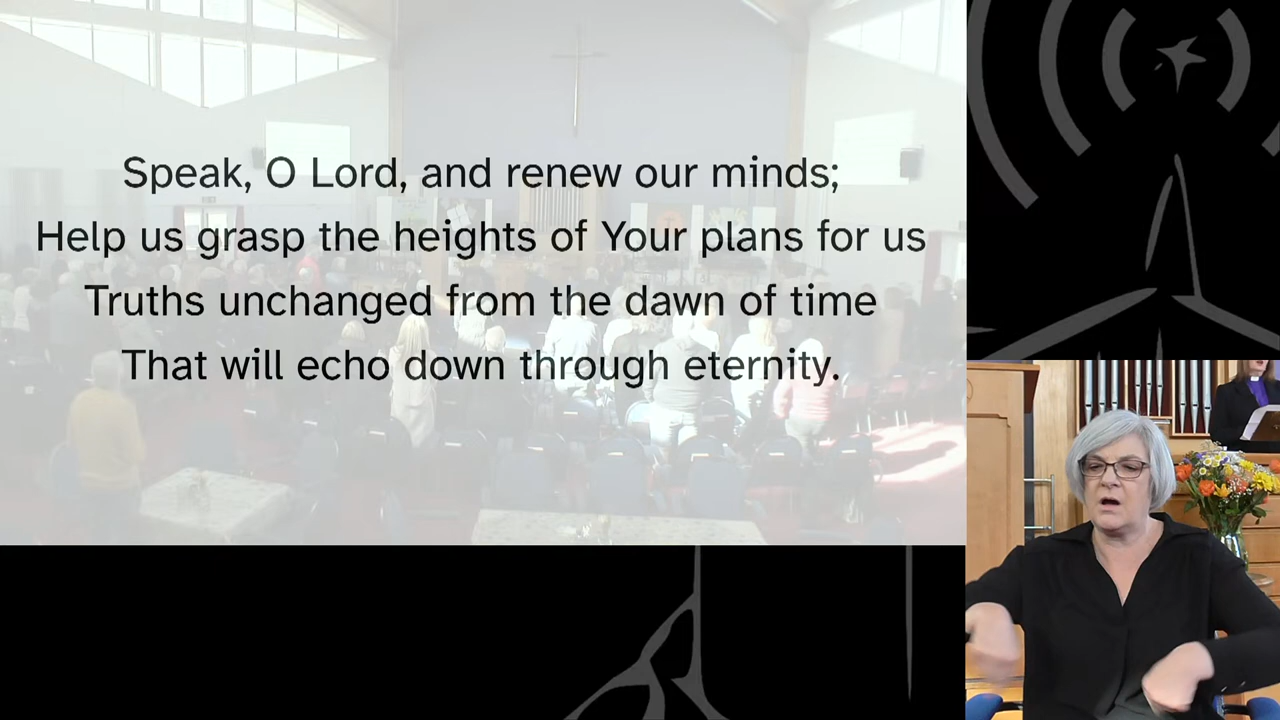 Speak, O Lord, and renew our minds;
Help us grasp the heights of Your plans for us
Truths unchanged from the dawn of time
That will echo down through eternity.